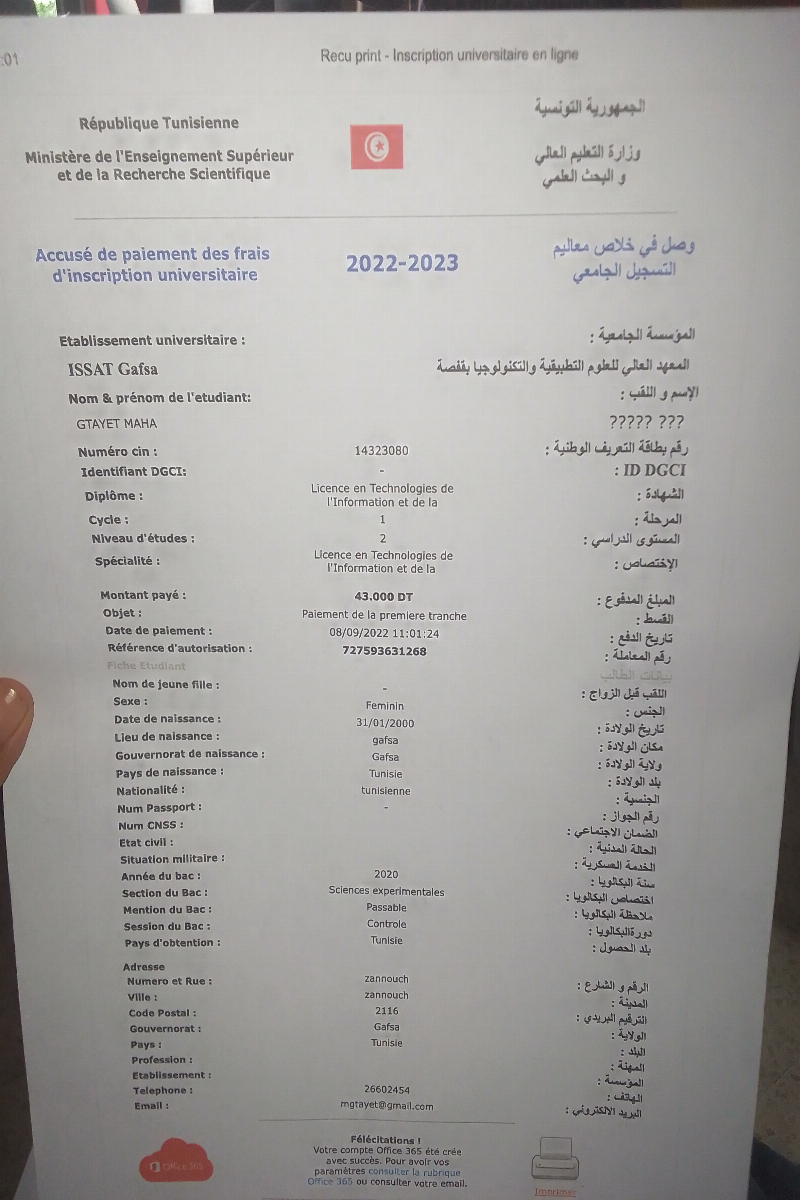 :01
Recu print - Inscription universitaire en ligne
République Tunisienne
الجمهورية التونسية
Ministère de l'Enseignement Supérieur
et de la Recherche Scientifique
وزارة التعليم العالي
و البحث العلمي
Accusé de paiement des frais
d'inscription universitaire
2022-2023
وصل في خلاص معاليم
التسجيل الجامعي
Etablissement universitaire :
المؤسسة الجامعية :
ISSAT Gafsa
المعهد العالي للعلوم التطبيقية والتكنولوجيا بقفصة
Nom & prénom de l'etudiant:
الإسم و اللقب :
GTAYET MAHA
????? ???
Numéro cin : 14323080 رقم بطاقة التعريف الوطنية :
Identifiant DGCI: - ID DGCI :
Diplôme : Licence en Technologies de الشهادة :
l'Information et de la
Cycle : 1 المرحلة :
Niveau d'études : 2 المستوى الدراسي :
Spécialité : Licence en Technologies de الإختصاص :
l'Information et de la
Montant payé : 43.000 DT المبلغ المدفوع :
Objet : Paiement de la premiere tranche القسط :
Date de paiement : 08/09/2022 11:01:24 تاريخ الدفع :
Référence d'autorisation : 727593631268 رقم المعاملة :
Fiche Etudiant بيانات الطالب
Nom de jeune fille : - اللقب قبل الزواج :
Sexe : Feminin الجنس :
Date de naissance : 31/01/2000 تاريخ الولادة :
Lieu de naissance : gafsa مكان الولادة :
Gouvernorat de naissance : Gafsa ولاية الولادة :
Pays de naissance : Tunisie بلد الولادة :
Nationalité : tunisienne الجنسية :
Num Passport : - رقم الجواز :
Num CNSS : الضمان الاجتماعي :
Etat civil : الحالة المدنية :
Situation militaire : الخدمة العسكرية :
Année du bac : 2020 سنة البكالويا :
Section du Bac : Sciences experimentales اختصاص البكالويا :
Mention du Bac : Passable ملاحظة البكالويا :
Session du Bac : Controle دورةالبكالويا :
Pays d'obtention : Tunisie بلد الحصول :
Adresse
Numero et Rue : zannouch الرقم و الشارع :
Ville : zannouch المدينة :
Code Postal : 2116 الترقيم البريدي :
Gouvernorat : Gafsa الولاية :
Pays : Tunisie البلد :
Profession : المهنة :
Etablissement : المؤسسة :
Telephone : 26602454 الهاتف :
Email : mgtayet@gmail.com البريد الالكتروني :
Office 365
Félécitations !
Votre compte Office 365 été crée
avec succès. Pour avoir vos
paramètres consulter la rubrique
Office 365 ou consulter votre email.
Imprimer